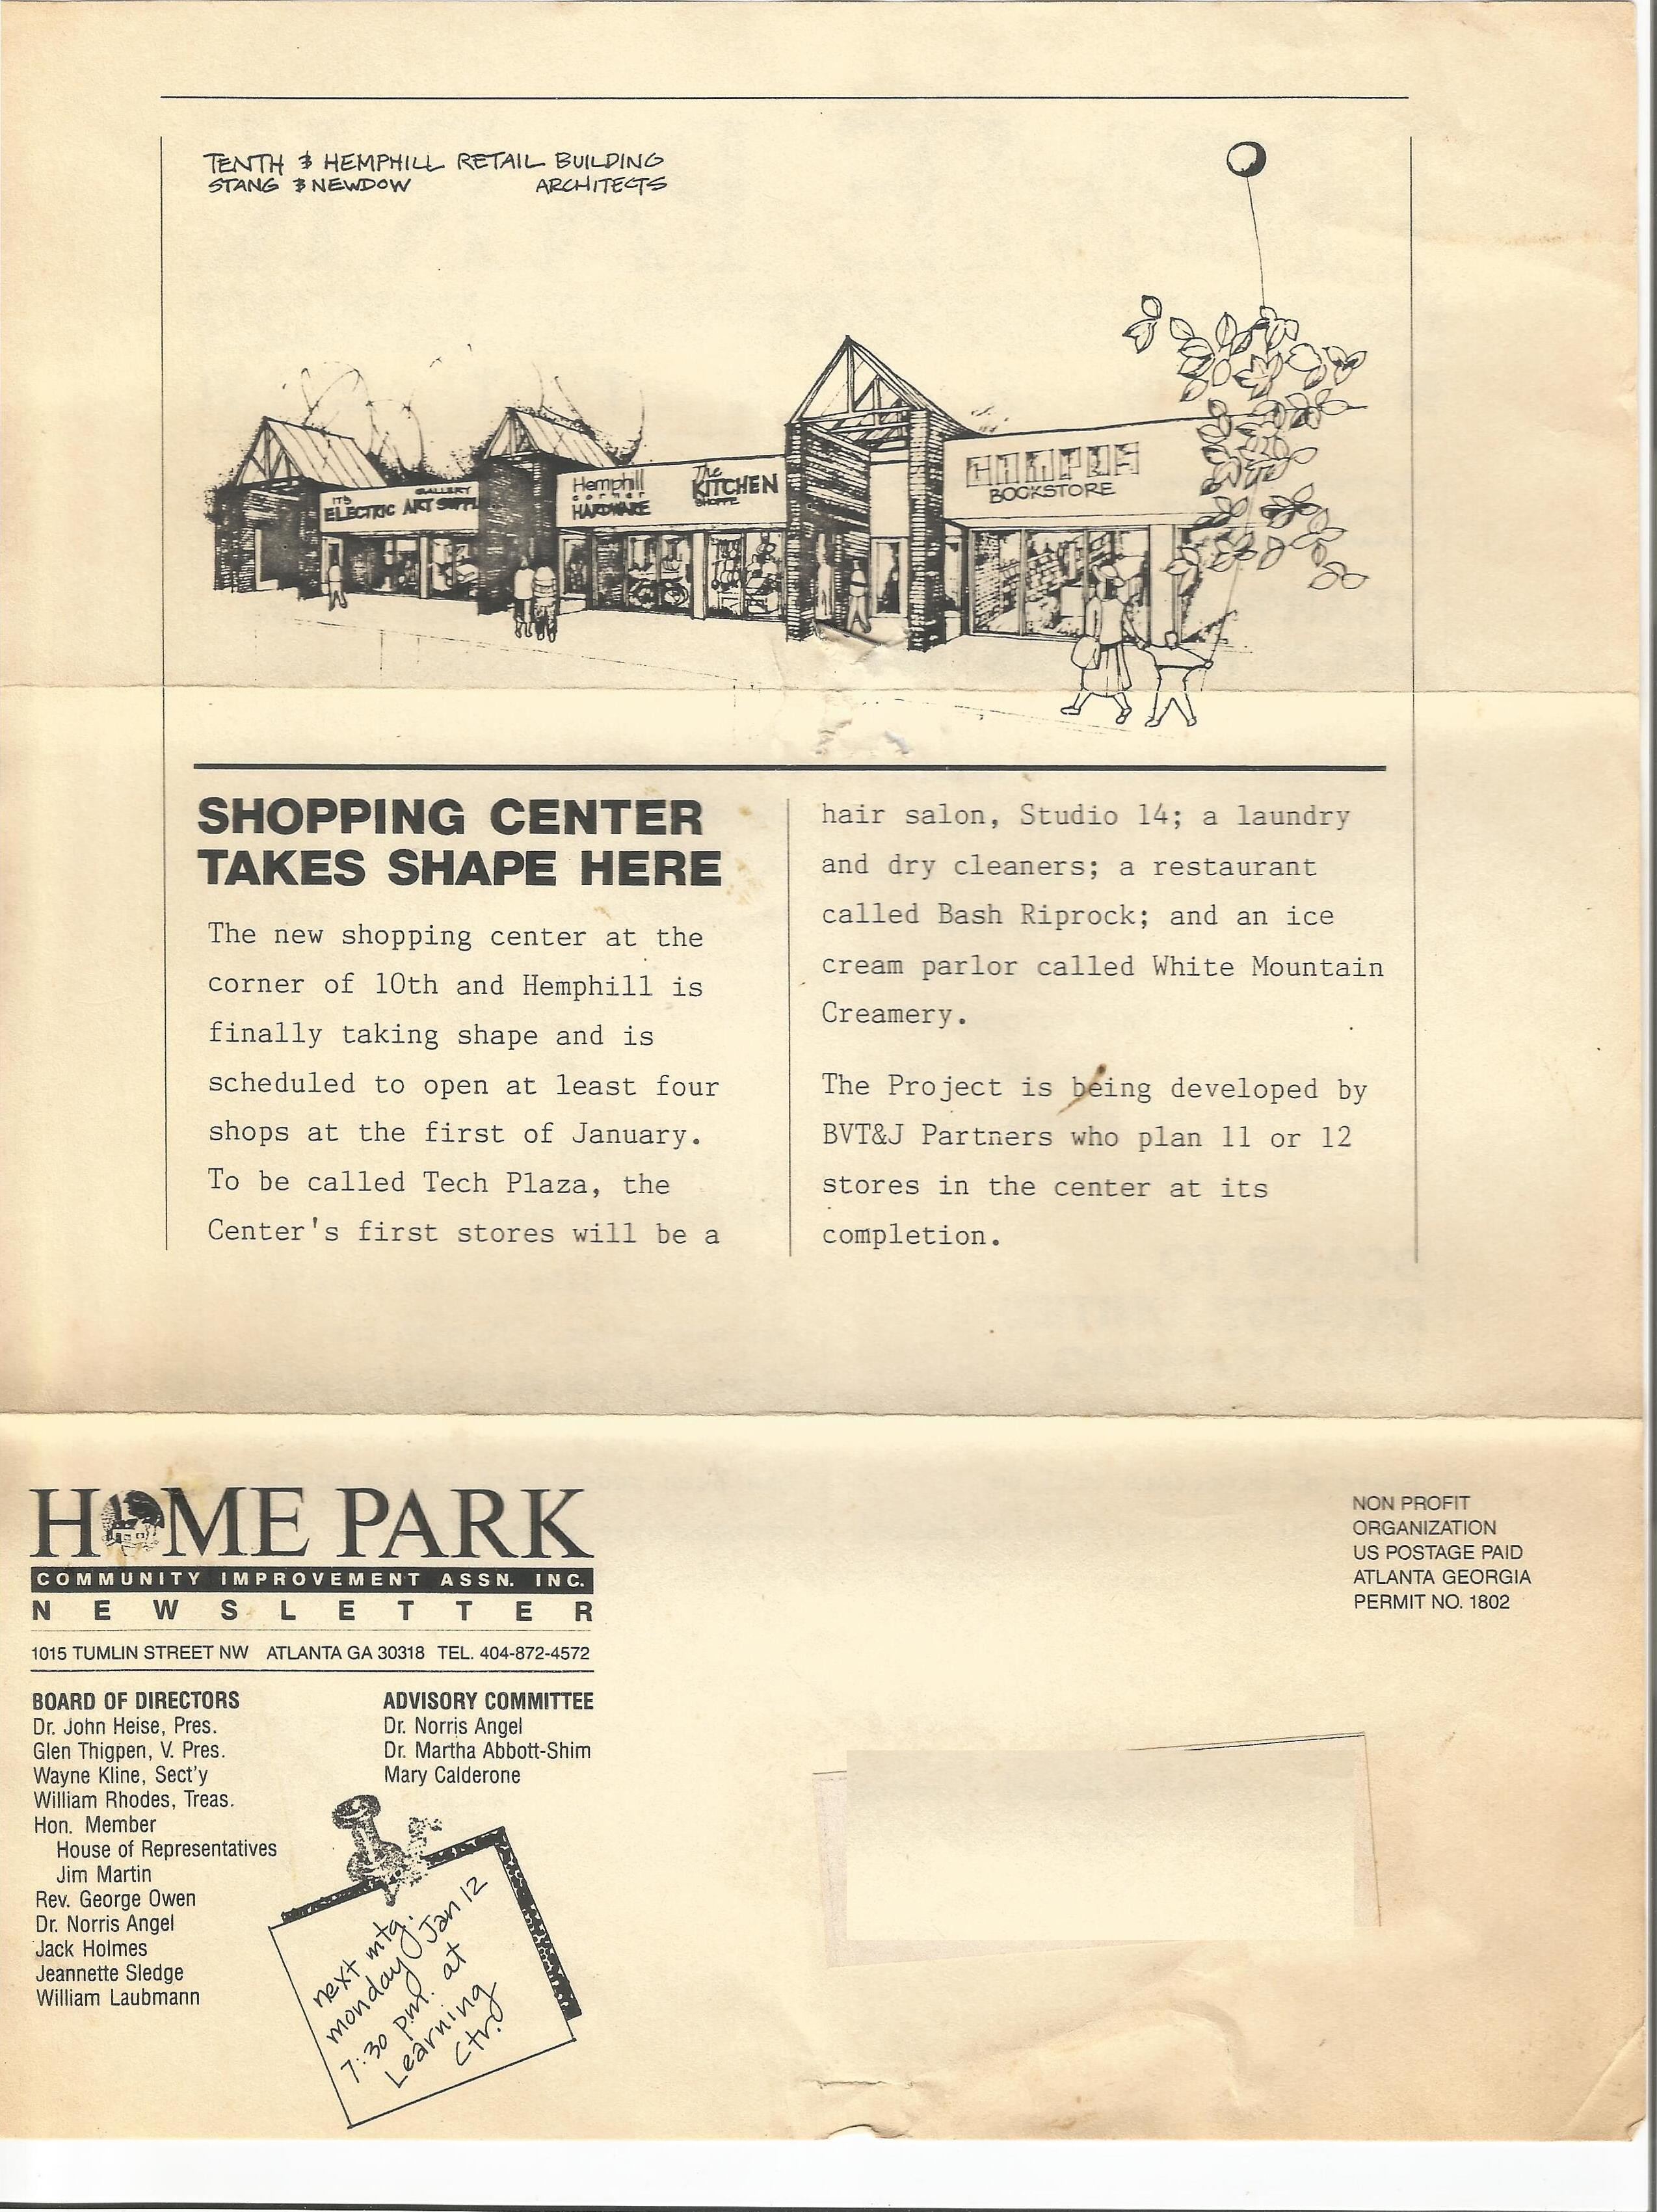 TENTH & HEMPHILL RETAIL BUILDING
STANG & NEWDOW ARCHITECTS
ITS
ELECTRIC
GALLERY
ART SUPPL
Hemphill
corner
HARDWARE
The
KITCHEN
SHOPPE
CAMPUS
BOOKSTORE
SHOPPING CENTER
TAKES SHAPE HERE
The new shopping center at the
corner of 10th and Hemphill is
finally taking shape and is
scheduled to open at least four
shops at the first of January.
To be called Tech Plaza, the
Center's first stores will be a
hair salon, Studio 14; a laundry
and dry cleaners; a restaurant
called Bash Riprock; and an ice
cream parlor called White Mountain
Creamery.
The Project is being developed by
BVT&J Partners who plan 11 or 12
stores in the center at its
completion.
HOME PARK
COMMUNITY IMPROVEMENT ASSN. INC.
NEWSLETTER
1015 TUMLIN STREET NW ATLANTA GA 30318 TEL. 404-872-4572
BOARD OF DIRECTORS
Dr. John Heise, Pres.
Glen Thigpen, V. Pres.
Wayne Kline, Sect'y
William Rhodes, Treas.
Hon. Member
House of Representatives
Jim Martin
Rev. George Owen
Dr. Norris Angel
Jack Holmes
Jeannette Sledge
William Laubmann
ADVISORY COMMITTEE
Dr. Norris Angel
Dr. Martha Abbott-Shim
Mary Calderone
next mtg.
monday Jan 12
7:30 p.m. at
Learning
Ctr.
NON PROFIT
ORGANIZATION
US POSTAGE PAID
ATLANTA GEORGIA
PERMIT NO. 1802